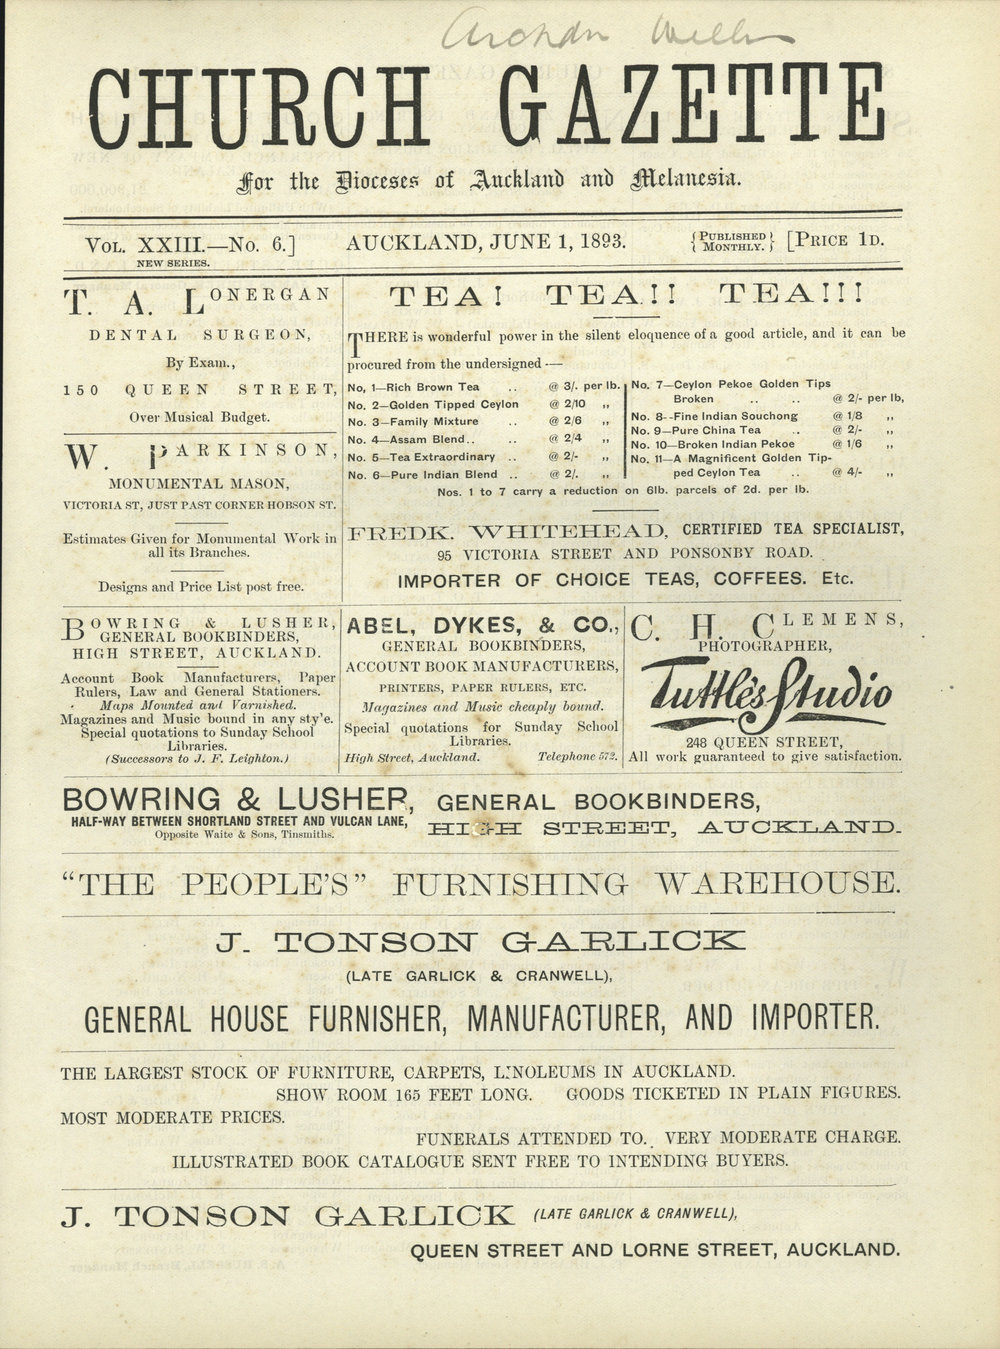 CHURCH GAZETTE
For the Dioceses of Auckland and Melanesia.
VOL. XXIII.—No. 6.] AUCKLAND, JUNE 1, 1893. {PUBLISHED MONTHLY.} [PRICE 1D.
NEW SERIES.
T. A. LONERGAN
DENTAL SURGEON,
By Exam.,
150 QUEEN STREET,
Over Musical Budget.
W. PARKINSON,
MONUMENTAL MASON,
VICTORIA ST, JUST PAST CORNER HOBSON ST.
Estimates Given for Monumental Work in
all its Branches.
Designs and Price List post free.
TEA! TEA!! TEA!!!
THERE is wonderful power in the silent eloquence of a good article, and it can be
procured from the undersigned —
No, 1—Rich Brown Tea .. @ 3/. per lb.
No. 2—Golden Tipped Ceylon @ 2/10 ,,
No. 3—Family Mixture .. @ 2/6 ,,
No. 4—Assam Blend.. .. @ 2/4 ,,
No. 5—Tea Extraordinary .. @ 2/- ,,
No. 6—Pure Indian Blend .. @ 2/. ,,
No. 7—Ceylon Pekoe Golden Tips
Broken .. .. @ 2/- per lb,
No. 8--Fine Indian Souchong @ 1/8 ,,
No. 9—Pure China Tea .. @ 2/- ,,
No. 10—Broken Indian Pekoe @ 1/6 ,,
No. 11—A Magnificent Golden Tip-
ped Ceylon Tea .. @ 4/- ,,
Nos. 1 to 7 carry a reduction on 6lb. parcels of 2d. per lb.
FREDK. WHITEHEAD, CERTIFIED TEA SPECIALIST,
95 VICTORIA STREET AND PONSONBY ROAD.
IMPORTER OF CHOICE TEAS, COFFEES. Etc.
BOWRING & LUSHER,
GENERAL BOOKBINDERS,
HIGH STREET, AUCKLAND.
Account Book Manufacturers, Paper
Rulers, Law and General Stationers.
Maps Mounted and Varnished.
Magazines and Music bound in any sty'e.
Special quotations to Sunday School
Libraries.
(Successors to J. F. Leighton.)
ABEL, DYKES, & CO.,
GENERAL BOOKBINDERS,
ACCOUNT BOOK MANUFACTURERS,
PRINTERS, PAPER RULERS, ETC.
Magazines and Music cheaply bound.
Special quotations for Sunday School
Libraries.
High Street, Auckland. Telephone 572.
C. H. CLEMENS,
PHOTOGRAPHER,
Tuttle's Studio
248 QUEEN STREET,
All work guaranteed to give satisfaction.
BOWRING & LUSHER, GENERAL BOOKBINDERS,
HALF-WAY BETWEEN SHORTLAND STREET AND VULCAN LANE, HIGH STREET, AUCKLAND.
Opposite Waite & Sons, Tinsmiths.
"THE PEOPLE'S" FURNISHING WAREHOUSE.
J. TONSON GARLICK
(LATE GARLICK & CRANWELL),
GENERAL HOUSE FURNISHER, MANUFACTURER, AND IMPORTER.
THE LARGEST STOCK OF FURNITURE, CARPETS, LINOLEUMS IN AUCKLAND.
SHOW ROOM 165 FEET LONG. GOODS TICKETED IN PLAIN FIGURES.
MOST MODERATE PRICES.
FUNERALS ATTENDED TO. VERY MODERATE CHARGE.
ILLUSTRATED BOOK CATALOGUE SENT FREE TO INTENDING BUYERS.
J. TONSON GARLICK (LATE GARLICK & CRANWELL),
QUEEN STREET AND LORNE STREET, AUCKLAND.